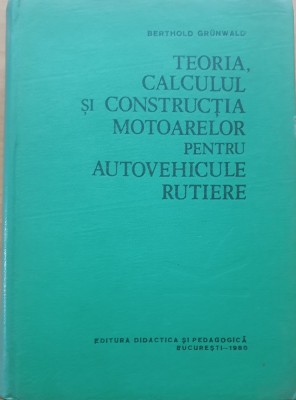 BERTHOLD GRÜNWALD
TEORIA,
CALCULUL
ȘI CONSTRUCȚIA
MOTOARELOR
PENTRU
AUTOVEHICULE
RUTIERE
EDITURA DIDACTICĂ ȘI PEDAGOGICĂ
BUCUREȘTI—1980